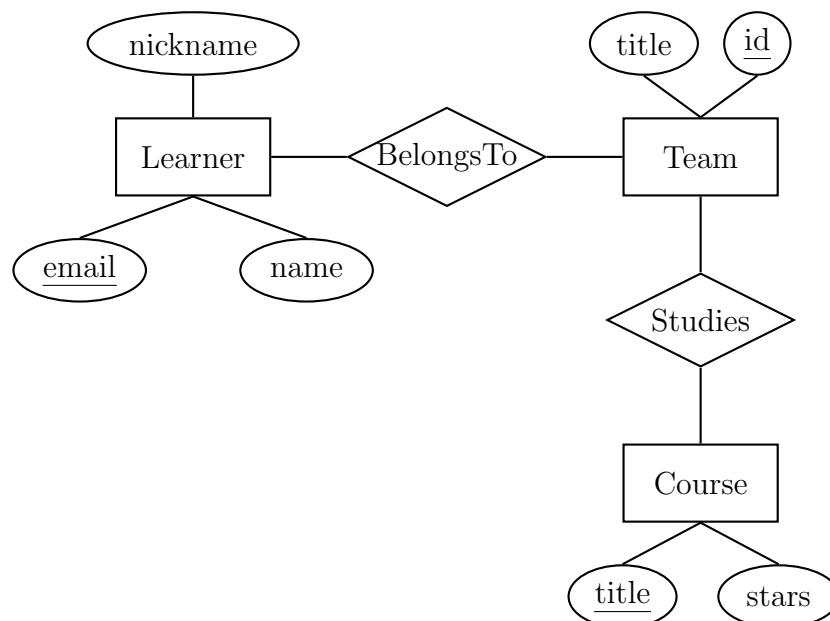 nickname
title
id
Learner
BelongsTo
Team
email
name
Studies
Course
title
stars